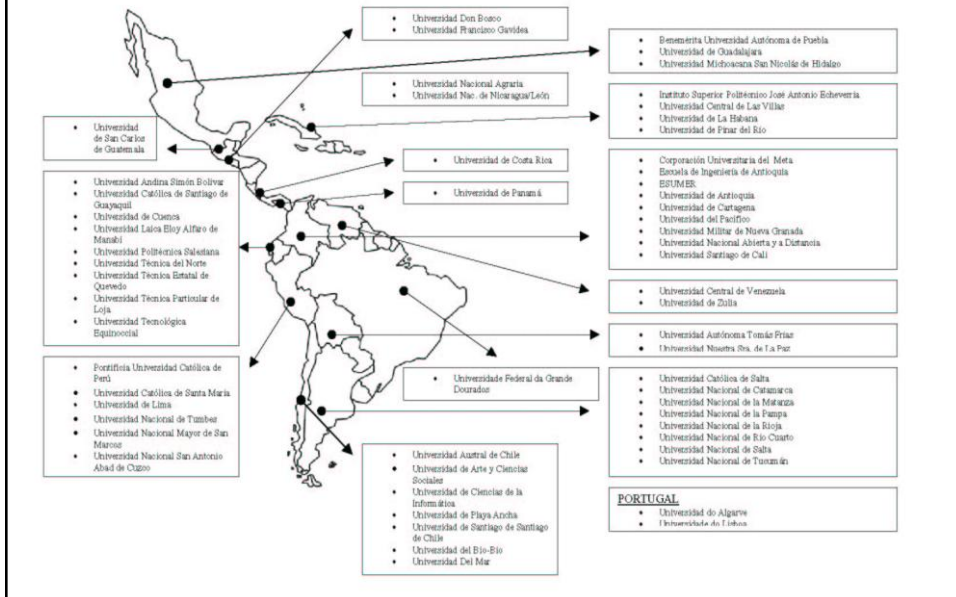 • Universidad Don Bosco
• Universidad Francisco Gavidea
• Benemérita Universidad Autónoma de Puebla
• Universidad de Guadalajara
• Universidad Michoacana San Nicolás de Hidalgo
• Universidad Nacional Agraria
• Universidad Nac. de Nicaragua/León
• Instituto Superior Politécnico José Antonio Echeverría
• Universidad Central de Las Villas
• Universidad de La Habana
• Universidad de Pinar del Río
• Universidad
de San Carlos
de Guatemala
• Universidad de Costa Rica
• Universidad de Panamá
• Corporación Universitaria del Meta
• Escuela de Ingeniería de Antioquía
• ESUMER
• Universidad de Antioquia
• Universidad de Cartagena
• Universidad del Pacífico
• Universidad Militar de Nueva Granada
• Universidad Nacional Abierta y a Distancia
• Universidad Santiago de Cali
• Universidad Andina Simón Bolivar
• Universidad Católica de Santiago de
Guayaquil
• Universidad de Cuenca
• Universidad Laica Eloy Alfaro de
Manabí
• Universidad Politécnica Salesiana
• Universidad Técnica del Norte
• Universidad Técnica Estatal de
Quevedo
• Universidad Técnica Particular de
Loja
• Universidad Tecnológica
Equinoccial
• Universidad Central de Venezuela
• Universidad de Zulia
• Universidad Autónoma Tomás Frías
• Universidad Nuestra Sra. de La Paz
• Pontificia Universidad Católica de
Perú
• Universidad Católica de Santa María
• Universidad de Lima
• Universidad Nacional de Tumbes
• Universidad Nacional Mayor de San
Marcos
• Universidad Nacional San Antonio
Abad de Cuzco
• Universidade Federal da Grande
Dourados
• Universidad Católica de Salta
• Universidad Nacional de Catamarca
• Universidad Nacional de la Matanza
• Universidad Nacional de la Pampa
• Universidad Nacional de la Rioja
• Universidad Nacional de Río Cuarto
• Universidad Nacional de Salta
• Universidad Nacional de Tucumán
• Universidad Austral de Chile
• Universidad de Arte y Ciencias
Sociales
• Universidad de Ciencias de la
Informática
• Universidad de Playa Ancha
• Universidad de Santiago de Santiago
de Chile
• Universidad del Bío-Bío
• Universidad Del Mar
PORTUGAL
• Universidad do Algarve
• Universidade do Lisboa